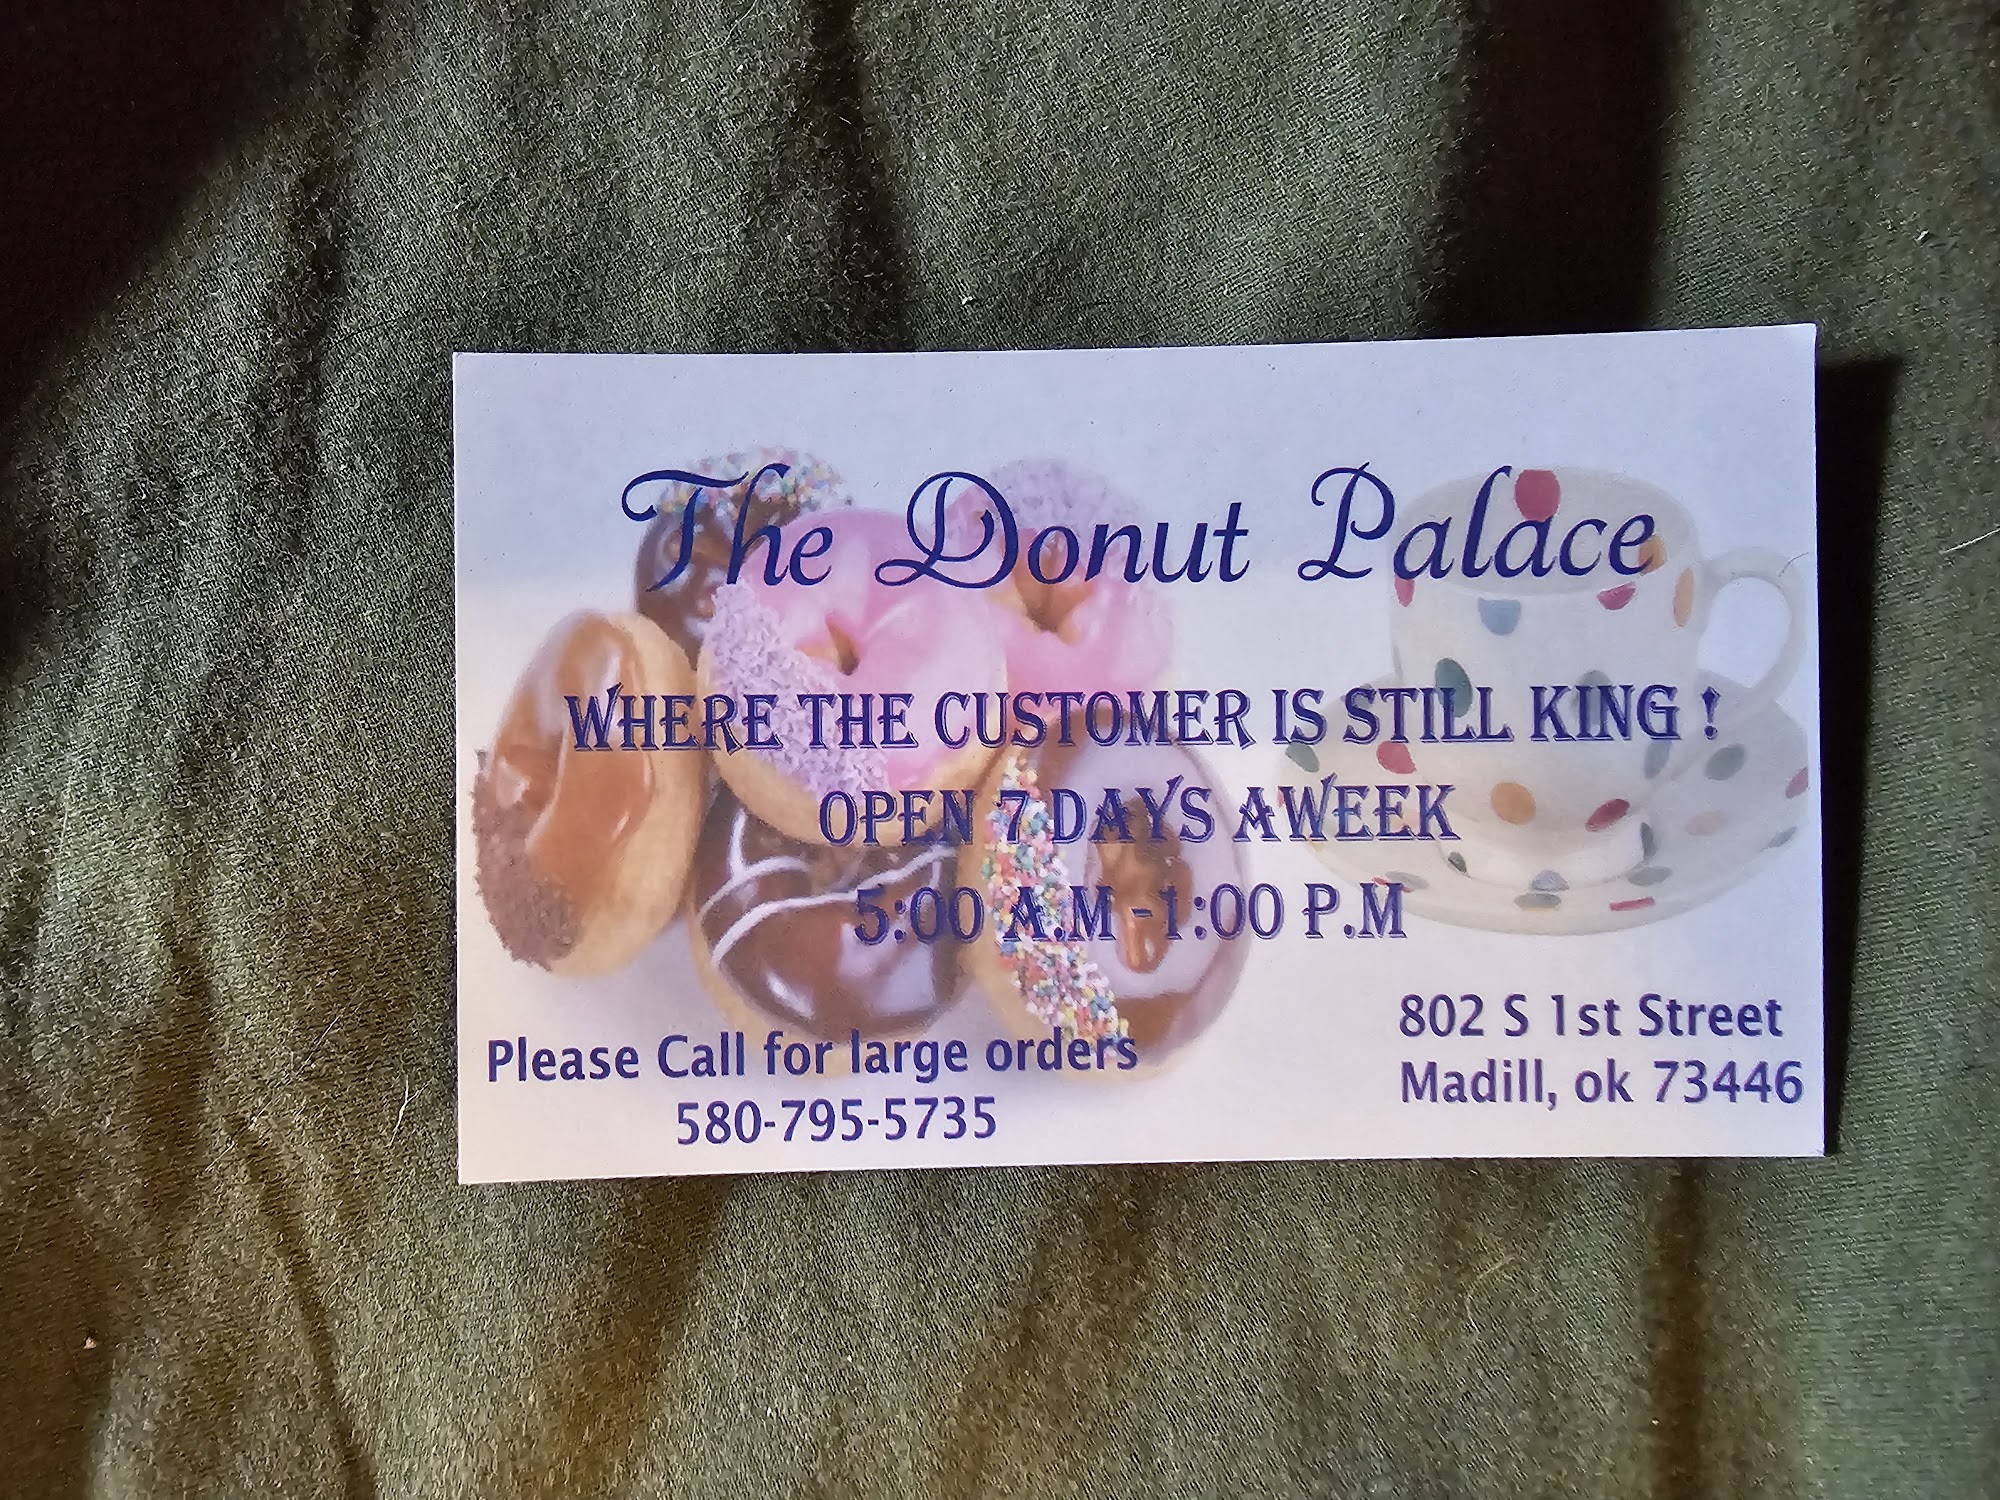 The Donut Palace
WHERE THE CUSTOMER IS STILL KING !
OPEN 7 DAYS AWEEK
5:00 A.M -1:00 P.M
Please Call for large orders
580-795-5735
802 S 1st Street
Madill, ok 73446